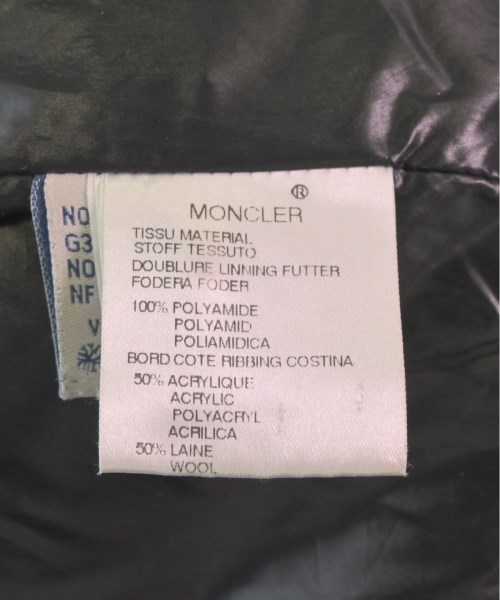 ®
MONCLER
TISSU MATERIAL
STOFF TESSUTO
DOUBLURE LINNING FUTTER
FODERA FODER
100% POLYAMIDE
POLYAMID
POLIAMIDICA
BORD COTE RIBBING COSTINA
50% ACRYLIQUE
ACRYLIC
POLYACRYL
ACRILICA
50% LAINE
WOOL
NO
G3
NO
NF
V